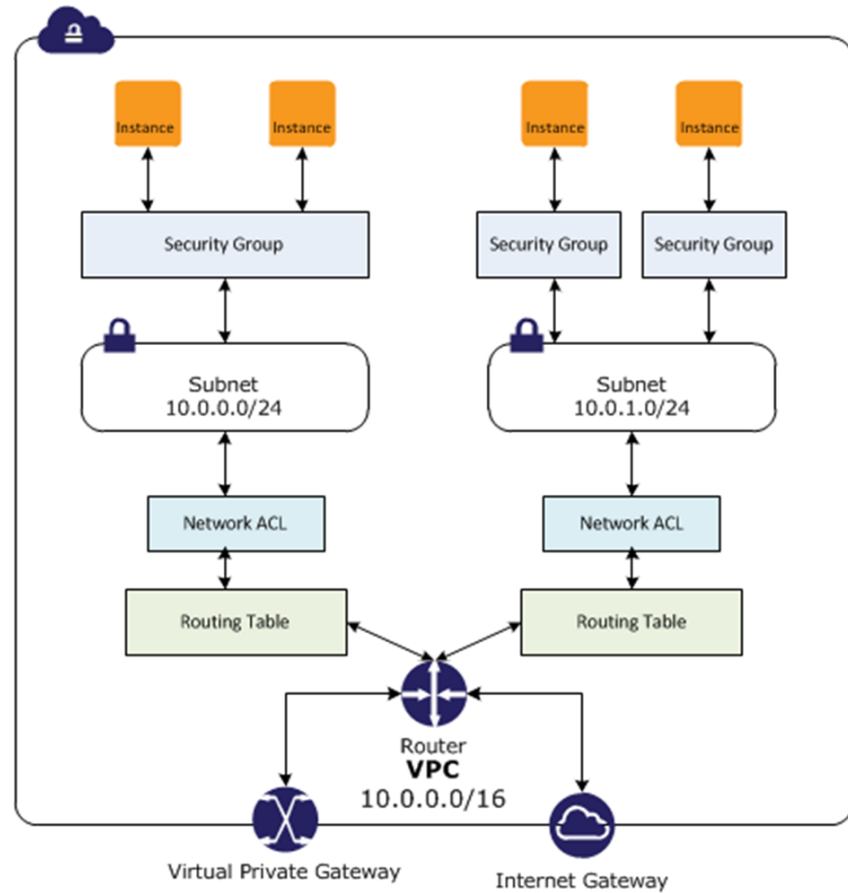 Instance
Instance
Instance
Instance
Security Group
Security Group
Security Group
Subnet
10.0.0.0/24
Subnet
10.0.1.0/24
Network ACL
Network ACL
Routing Table
Routing Table
Router
VPC
10.0.0.0/16
Virtual Private Gateway
Internet Gateway